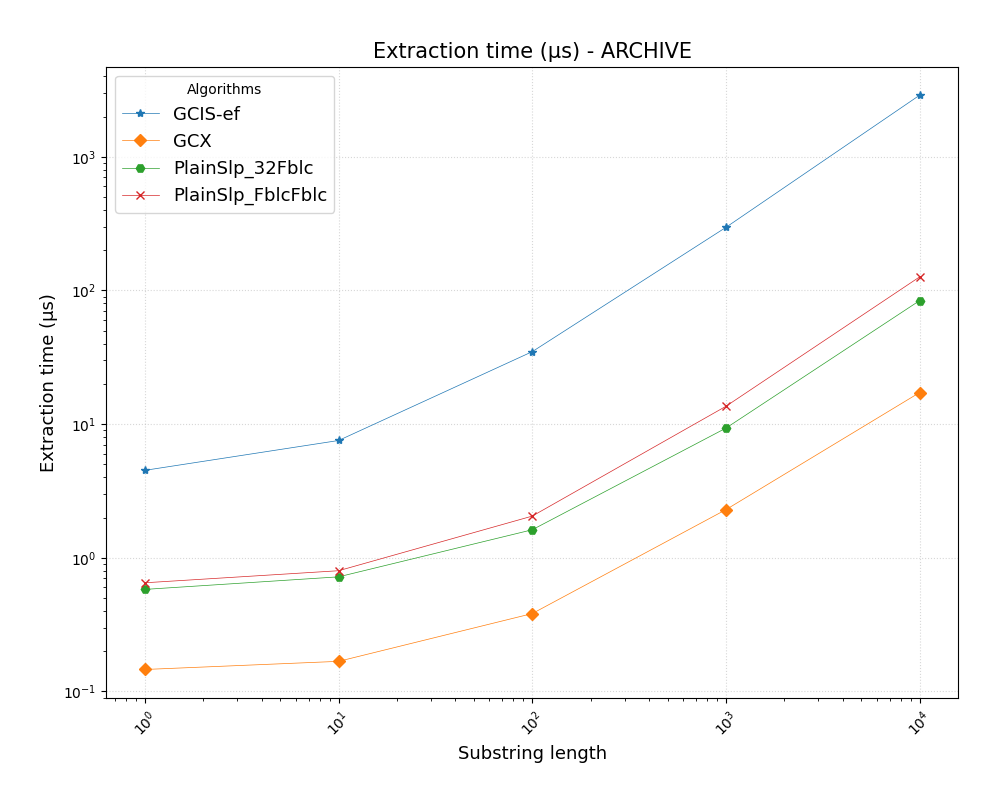 Extraction time (µs) - ARCHIVE
Algorithms
GCIS-ef
GCX
PlainSlp_32Fblc
PlainSlp_FblcFblc
Extraction time (µs)
10³
10²
10¹
10⁰
10⁻¹
10⁰ 10¹ 10² 10³ 10⁴
Substring length